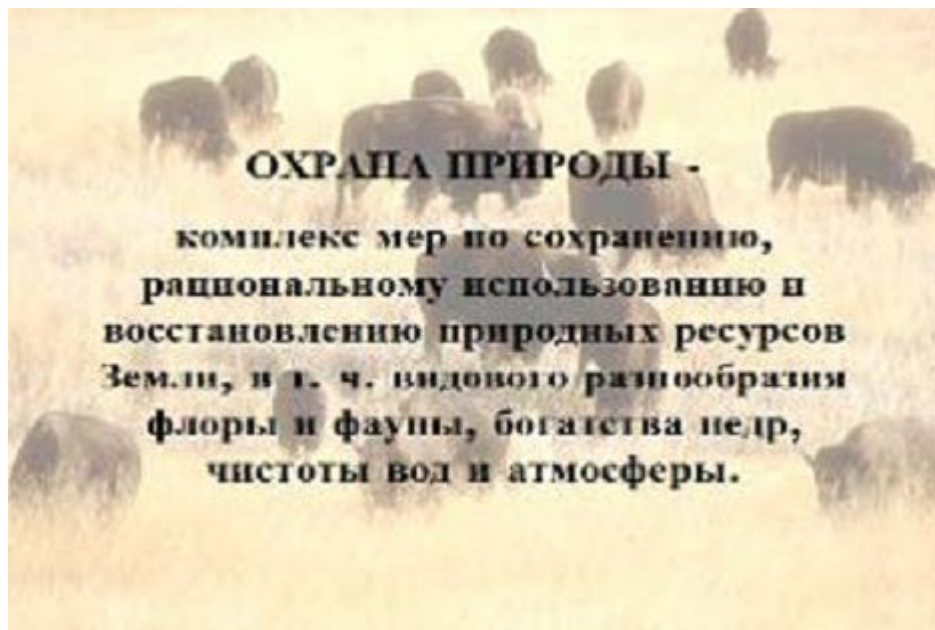 ОХРАНА ПРИРОДЫ -
комплекс мер по сохранению,
рациональному использованию и
восстановлению природных ресурсов
Земли, в т. ч. видового разнообразия
флоры и фауны, богатства недр,
чистоты вод и атмосферы.